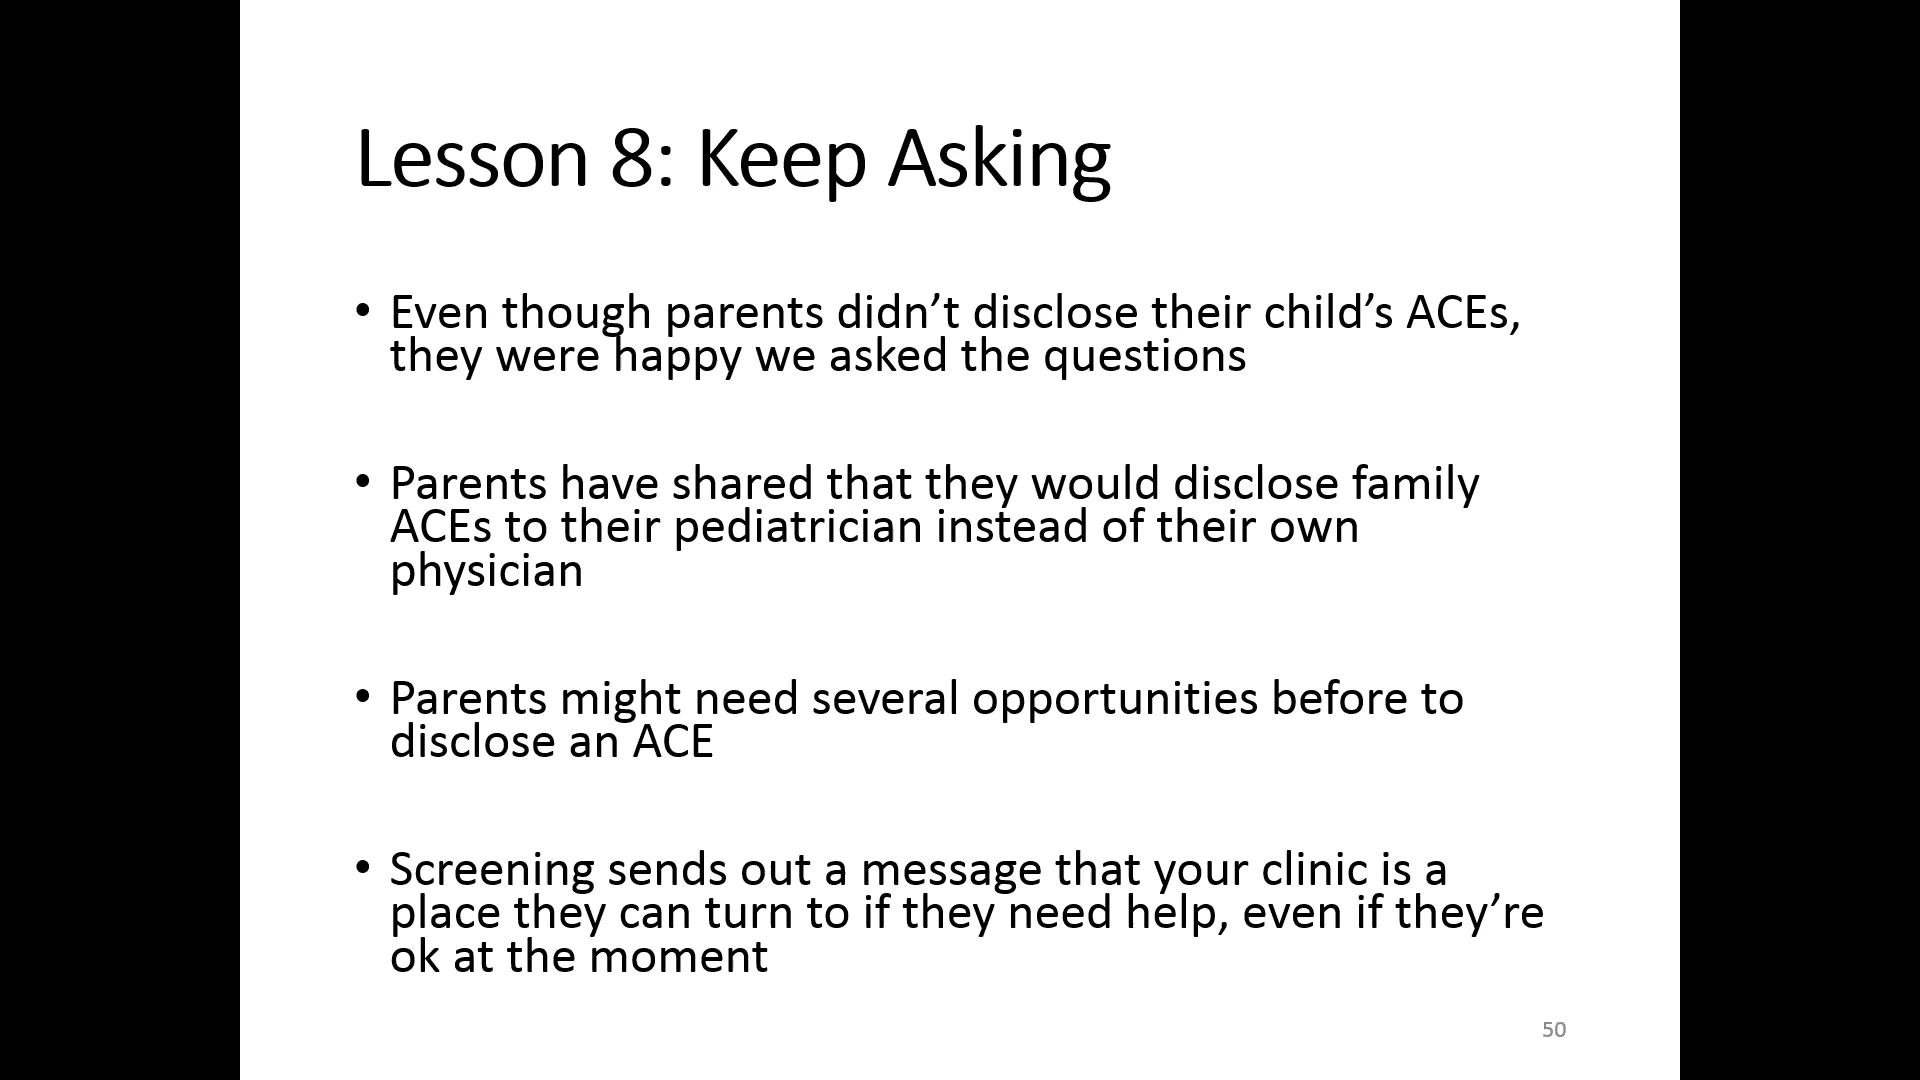 Lesson 8: Keep Asking
• Even though parents didn’t disclose their child’s ACEs,
they were happy we asked the questions
• Parents have shared that they would disclose family
ACEs to their pediatrician instead of their own
physician
• Parents might need several opportunities before to
disclose an ACE
• Screening sends out a message that your clinic is a
place they can turn to if they need help, even if they’re
ok at the moment
50